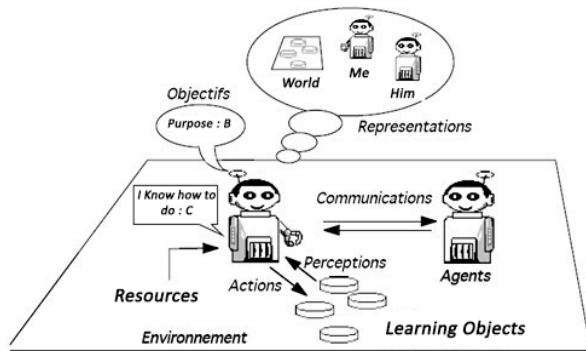 World
Me
Him
Objectifs
Purpose : B
Representations
I Know how to
do : C
Communications
Perceptions
Agents
Resources
Actions
Learning Objects
Environnement